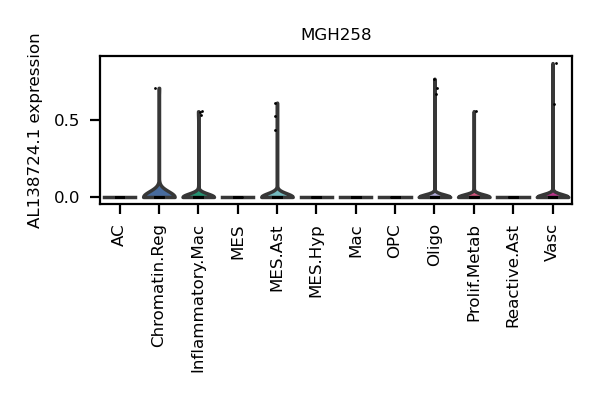 MGH258
AL138724.1 expression
0.5
0.0
AC
Chromatin.Reg
Inflammatory.Mac
MES
MES.Ast
MES.Hyp
Mac
OPC
Oligo
Prolif.Metab
Reactive.Ast
Vasc